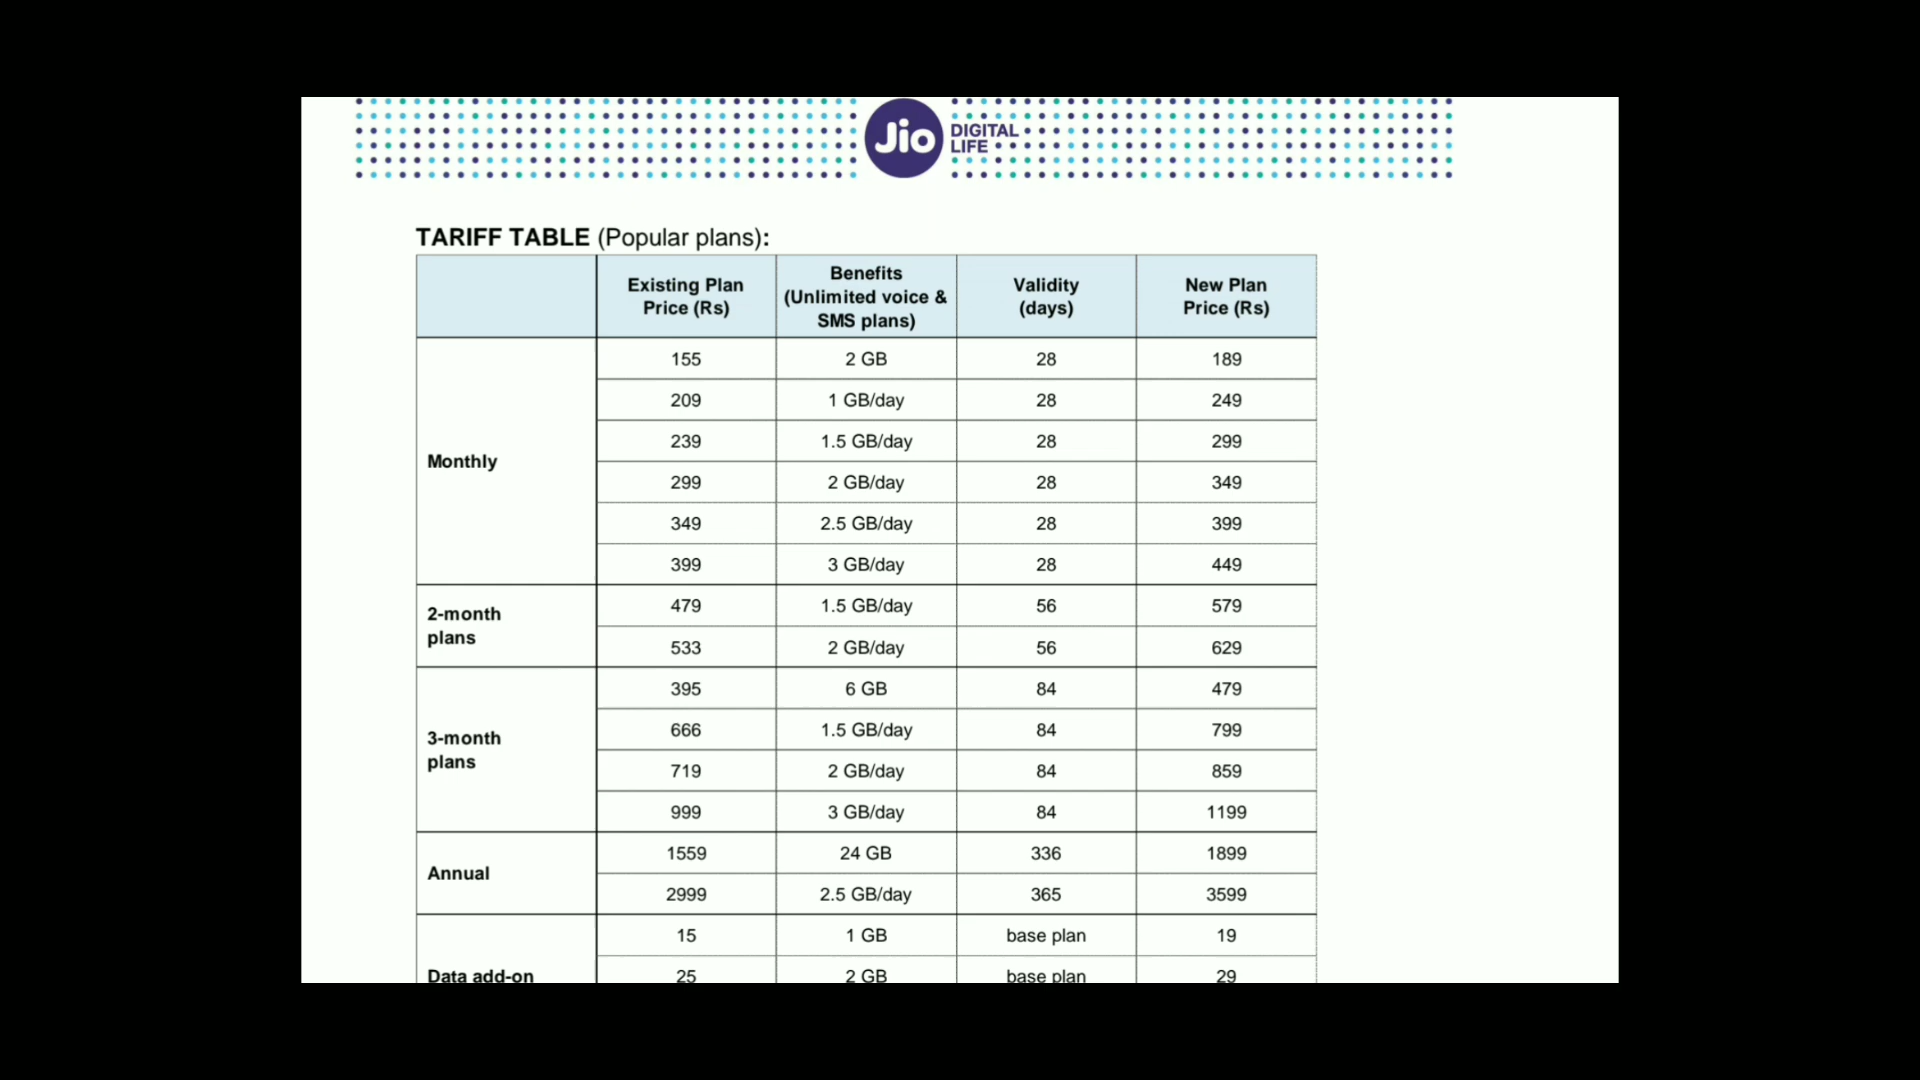 Jio DIGITAL
LIFE
TARIFF TABLE (Popular plans):
Existing Plan Price (Rs) Benefits (Unlimited voice & SMS plans) Validity (days) New Plan Price (Rs)
Monthly
155 2 GB 28 189
209 1 GB/day 28 249
239 1.5 GB/day 28 299
299 2 GB/day 28 349
349 2.5 GB/day 28 399
399 3 GB/day 28 449
2-month plans
479 1.5 GB/day 56 579
533 2 GB/day 56 629
3-month plans
395 6 GB 84 479
666 1.5 GB/day 84 799
719 2 GB/day 84 859
999 3 GB/day 84 1199
Annual
1559 24 GB 336 1899
2999 2.5 GB/day 365 3599
15 1 GB base plan 19
Data add-on 25 2 GB base plan 29